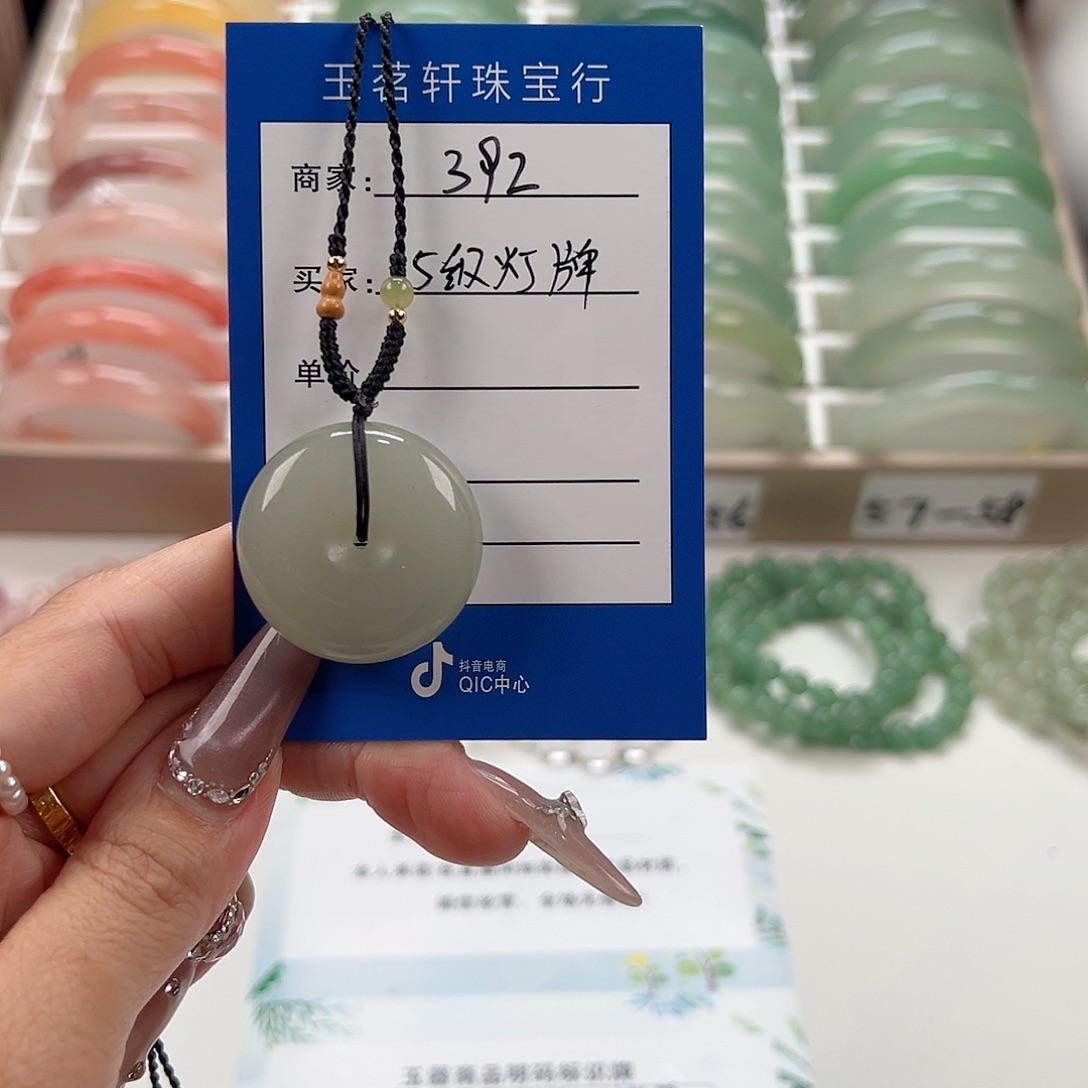 玉茗轩珠宝行
商家: 392
买家: 5级灯牌
单价
抖音电商
QIC中心
57-58